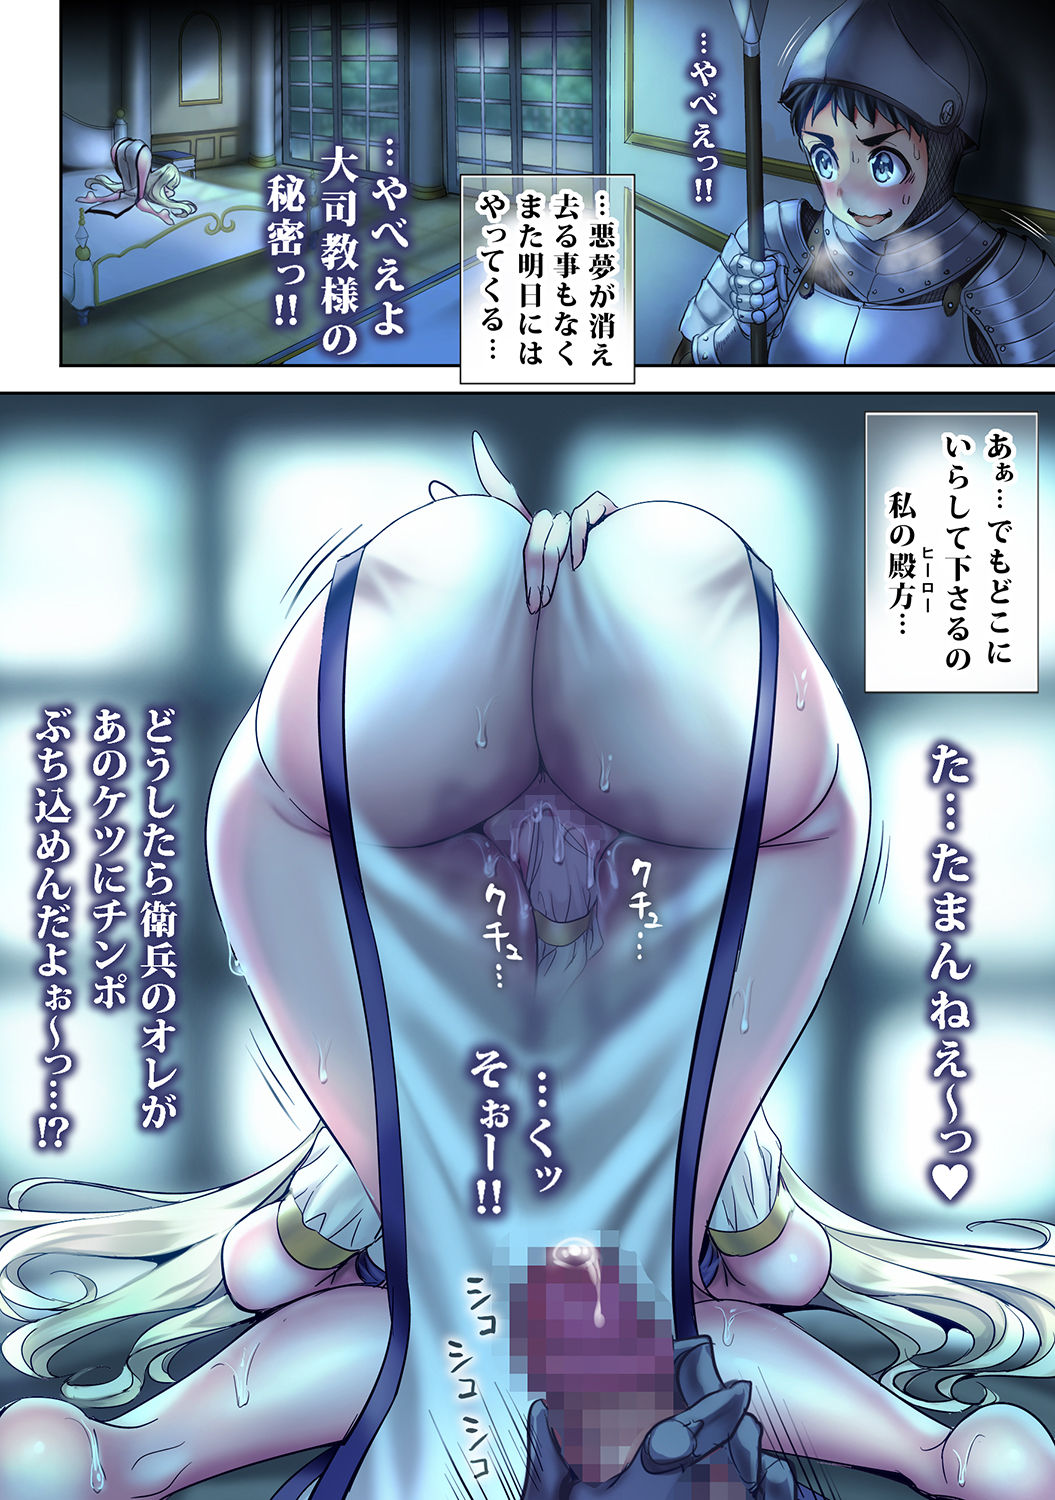 …やべえっ!!
…悪夢が消え
去る事もなく
また明日には
やってくる…
…やべえよ
大司教様の
秘密っ!!
あぁ…でもどこに
いらして下さるの
私の殿方…
ヒーロー
た…たまんねえ〜っ♥
クチュ…
クチュ…
…くッ
そぉー!!
どうしたら衛兵のオレが
あのケツにチンポ
ぶち込めんだよぉ〜っ…!?
シコ
シコ
シコ